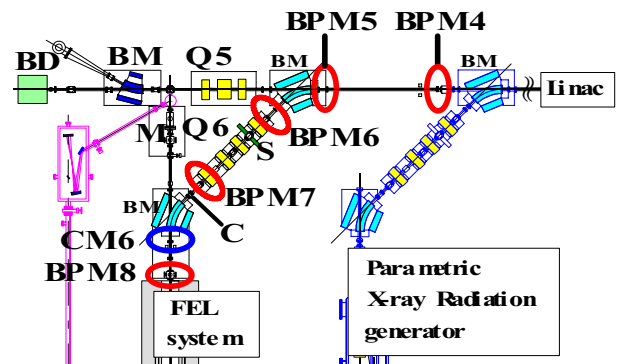 BPM5
BPM4
BM
Q5
BM
BM
BD
Linac
M
Q6
BPM6
S
BPM7
BM
C
CM6
BPM8
FEL
system
Parametric
X-ray Radiation
generator